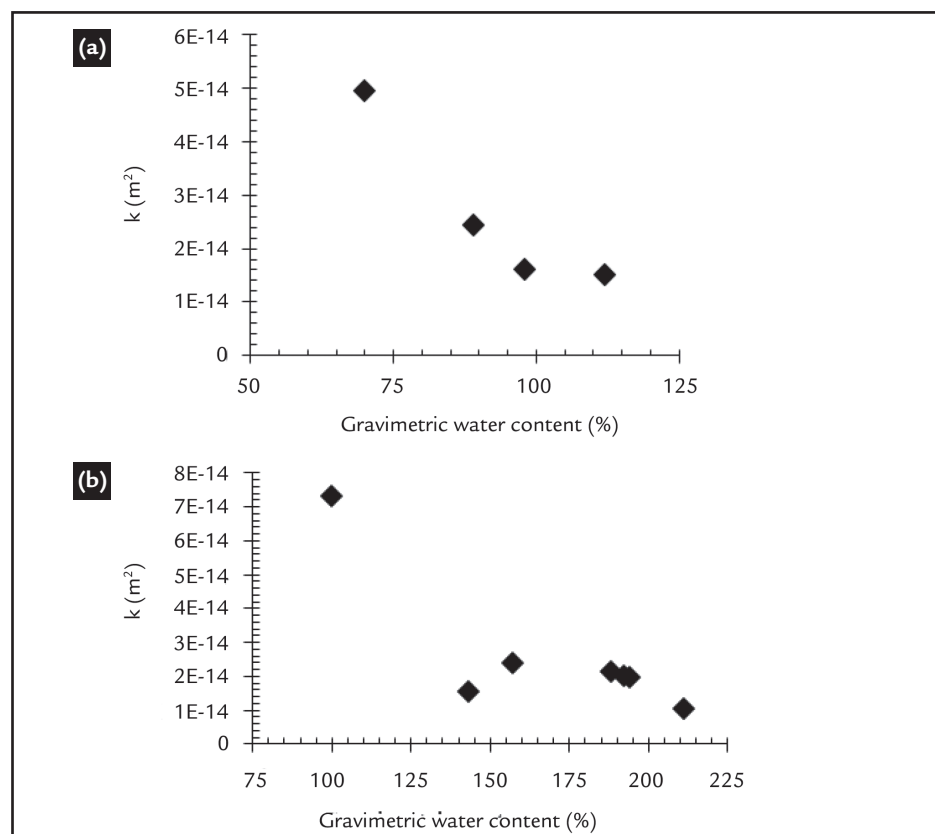 (a)
6E-14
5E-14
4E-14
3E-14
2E-14
1E-14
0
k (m²)
50 75 100 125
Gravimetric water content (%)
(b)
8E-14
7E-14
6E-14
5E-14
4E-14
3E-14
2E-14
1E-14
0
k (m²)
75 100 125 150 175 200 225
Gravimetric water content (%)